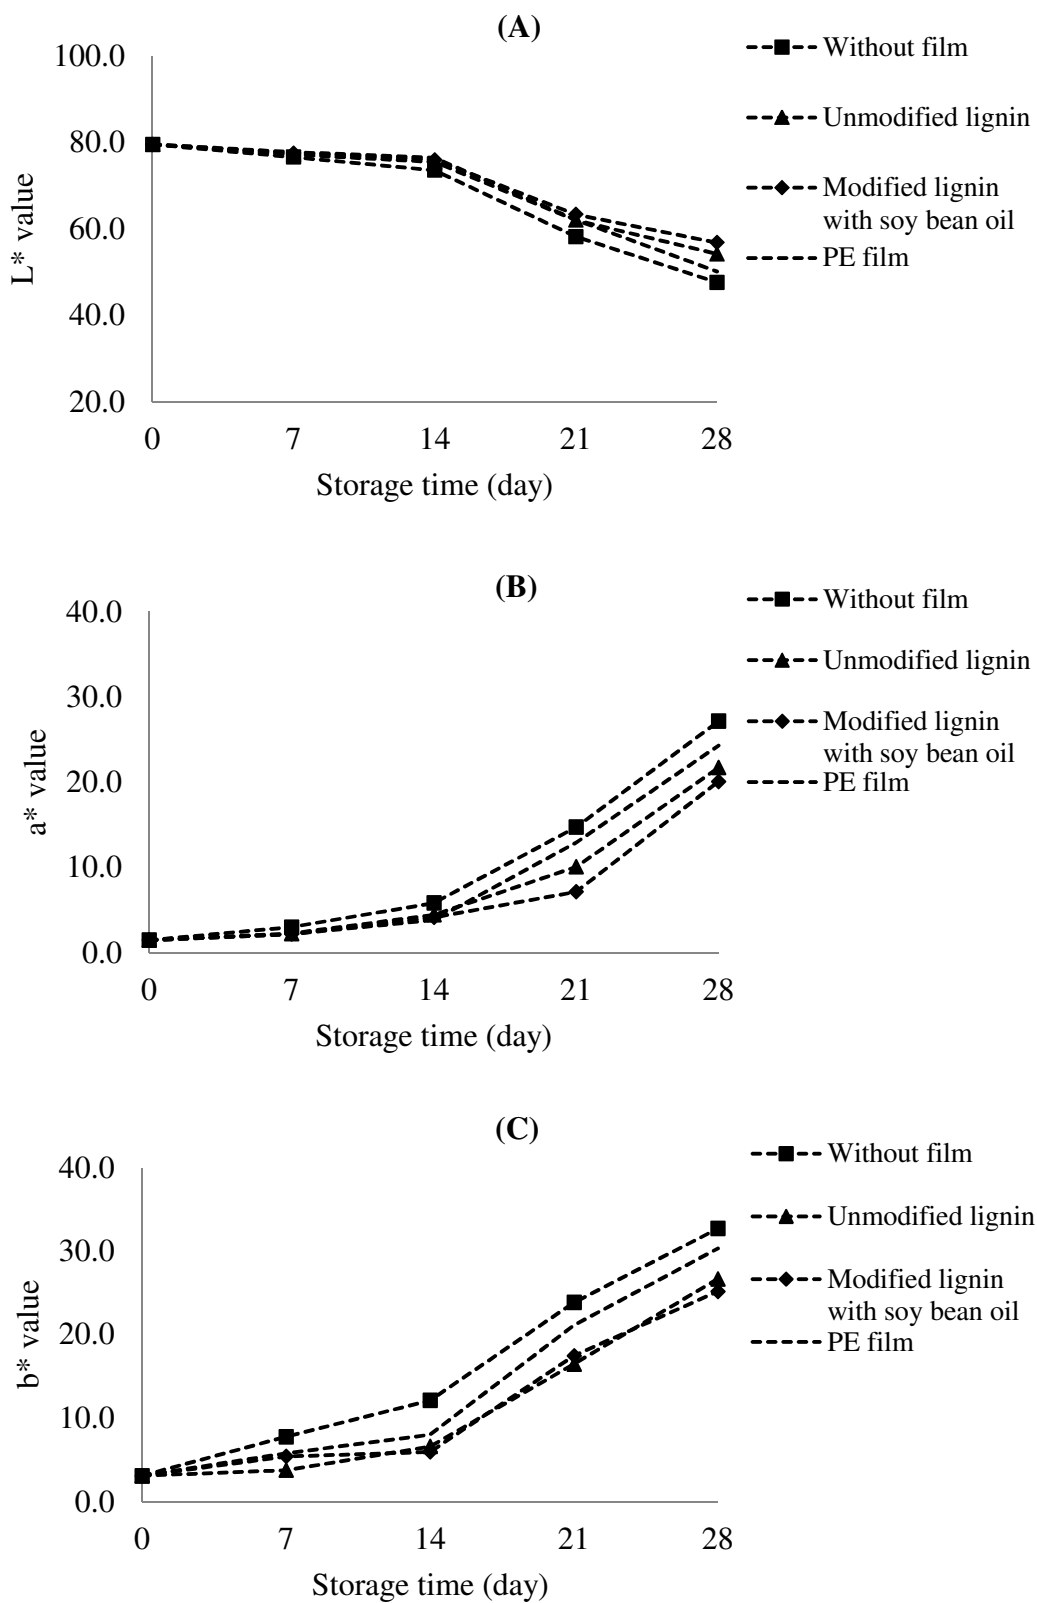 (A)
100.0
80.0
60.0
40.0
20.0
L* value
0 7 14 21 28
Storage time (day)
Without film
Unmodified lignin
Modified lignin
with soy bean oil
PE film
(B)
40.0
30.0
20.0
10.0
0.0
a* value
0 7 14 21 28
Storage time (day)
Without film
Unmodified lignin
Modified lignin
with soy bean oil
PE film
(C)
40.0
30.0
20.0
10.0
0.0
b* value
0 7 14 21 28
Storage time (day)
Without film
Unmodified lignin
Modified lignin
with soy bean oil
PE film